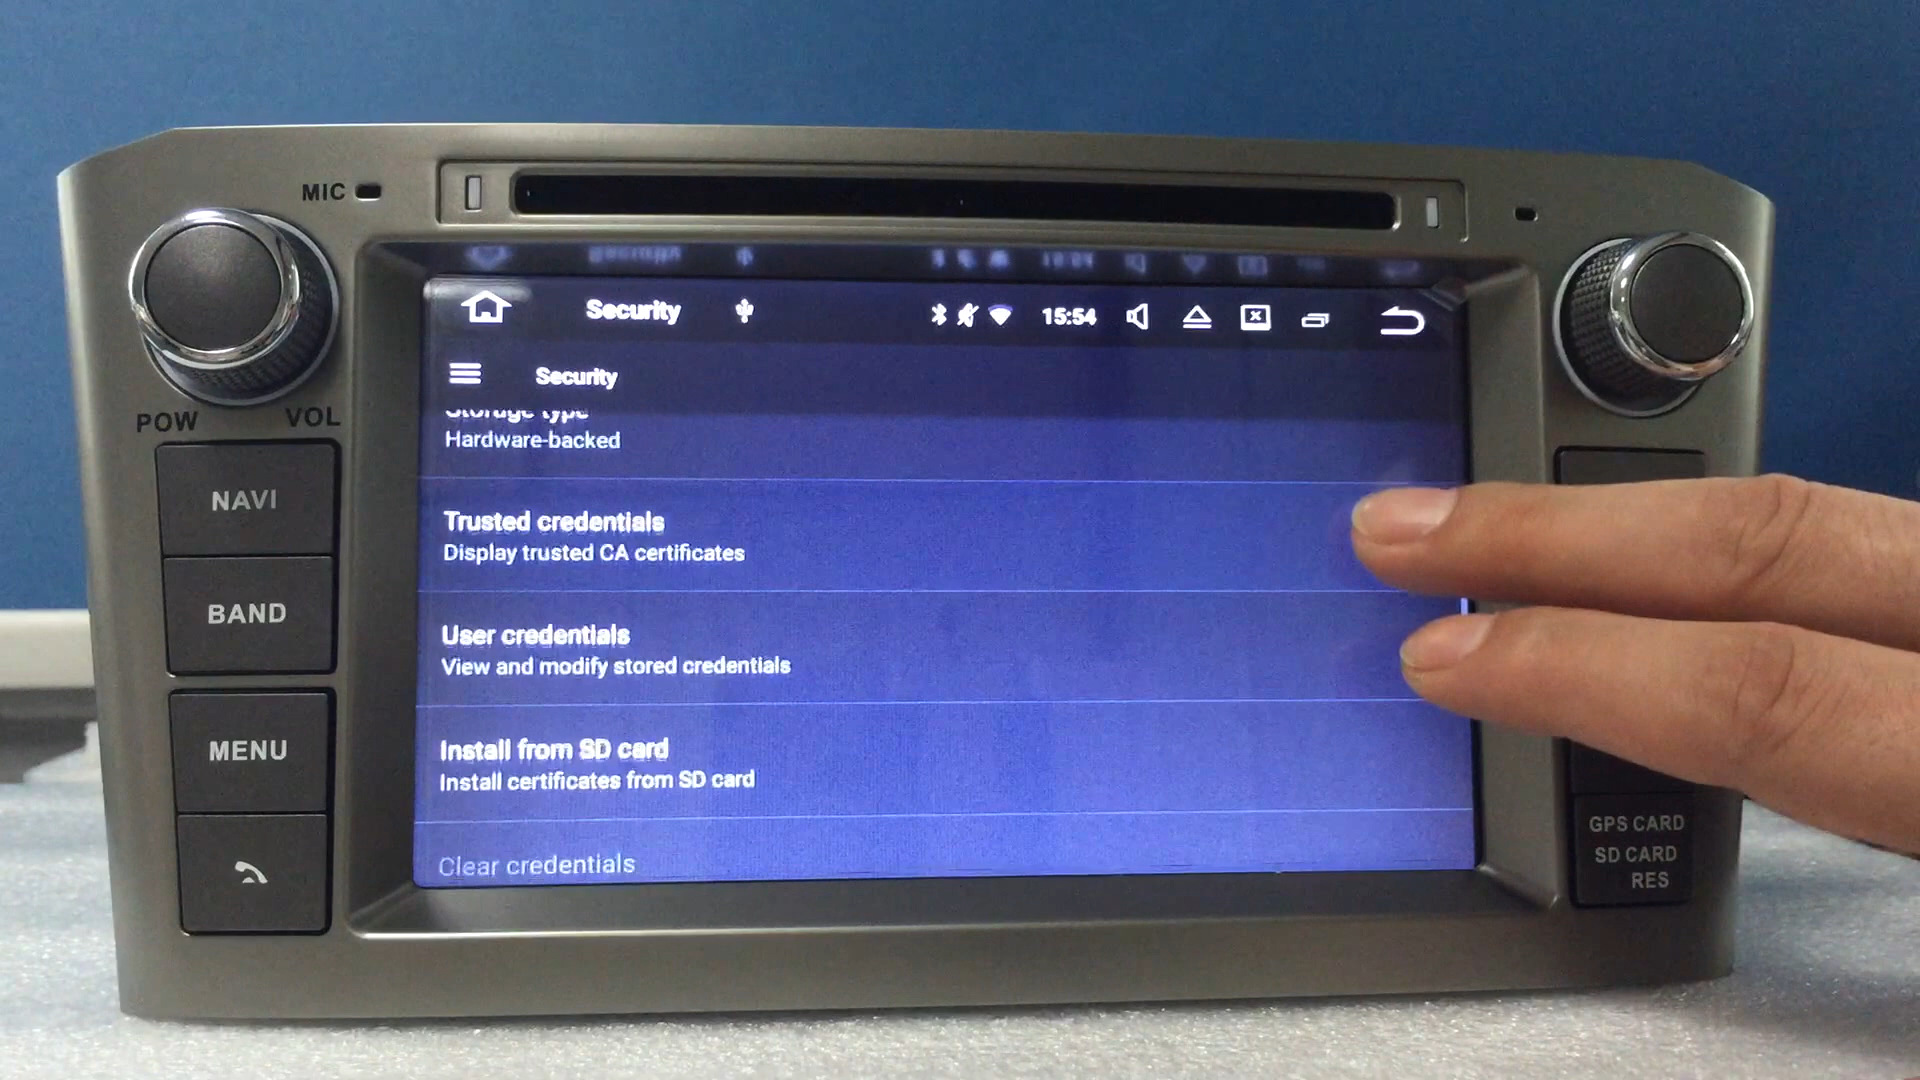 MIC
POW VOL
NAVI
BAND
MENU
Security 15:54
Security
Storage type
Hardware-backed
Trusted credentials
Display trusted CA certificates
User credentials
View and modify stored credentials
Install from SD card
Install certificates from SD card
Clear credentials
GPS CARD
SD CARD
RES